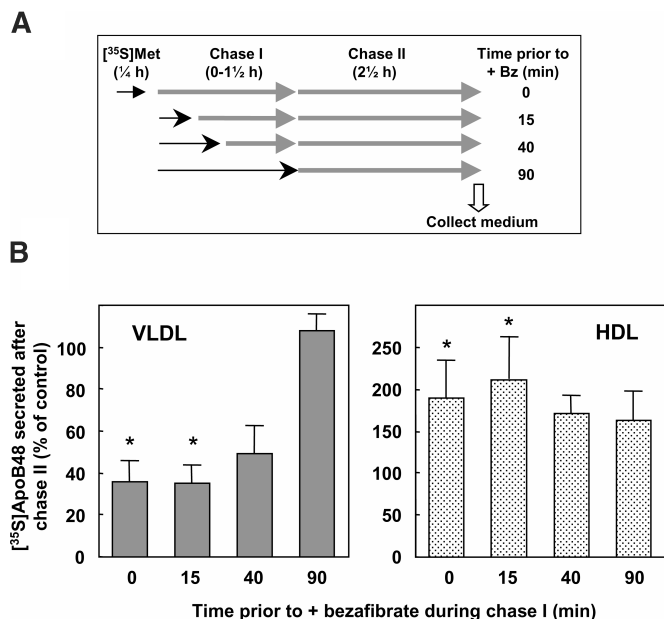 A
[³⁵S]Met Chase I Chase II Time prior to
(¼ h) (0-1½ h) (2½ h) + Bz (min)
0
15
40
90
Collect medium
B
[³⁵S]ApoB48 secreted after
chase II (% of control)
VLDL
*
*
100
80
60
40
20
0
0 15 40 90
HDL
*
*
250
200
150
100
50
0
0 15 40 90
Time prior to + bezafibrate during chase I (min)